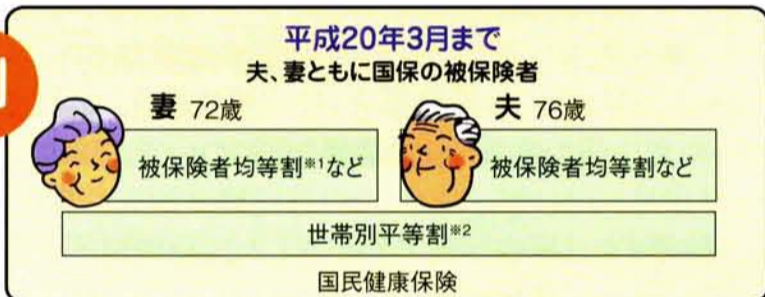 平成20年3月まで
夫、妻ともに国保の被保険者
妻 72歳
夫 76歳
被保険者均等割※1など
被保険者均等割など
世帯別平等割※2
国民健康保険